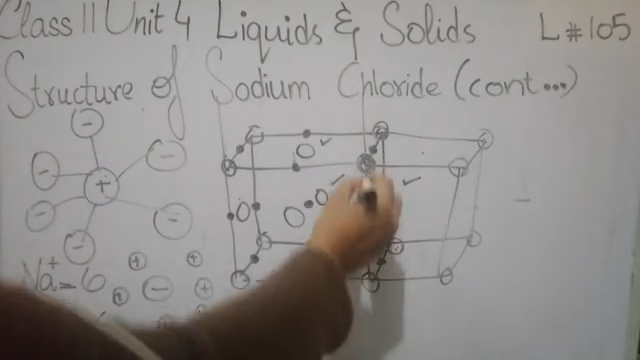 Class 11 Unit 4 Liquids & Solids L#105
Structure of Sodium Chloride (cont...)
Na⁺=6